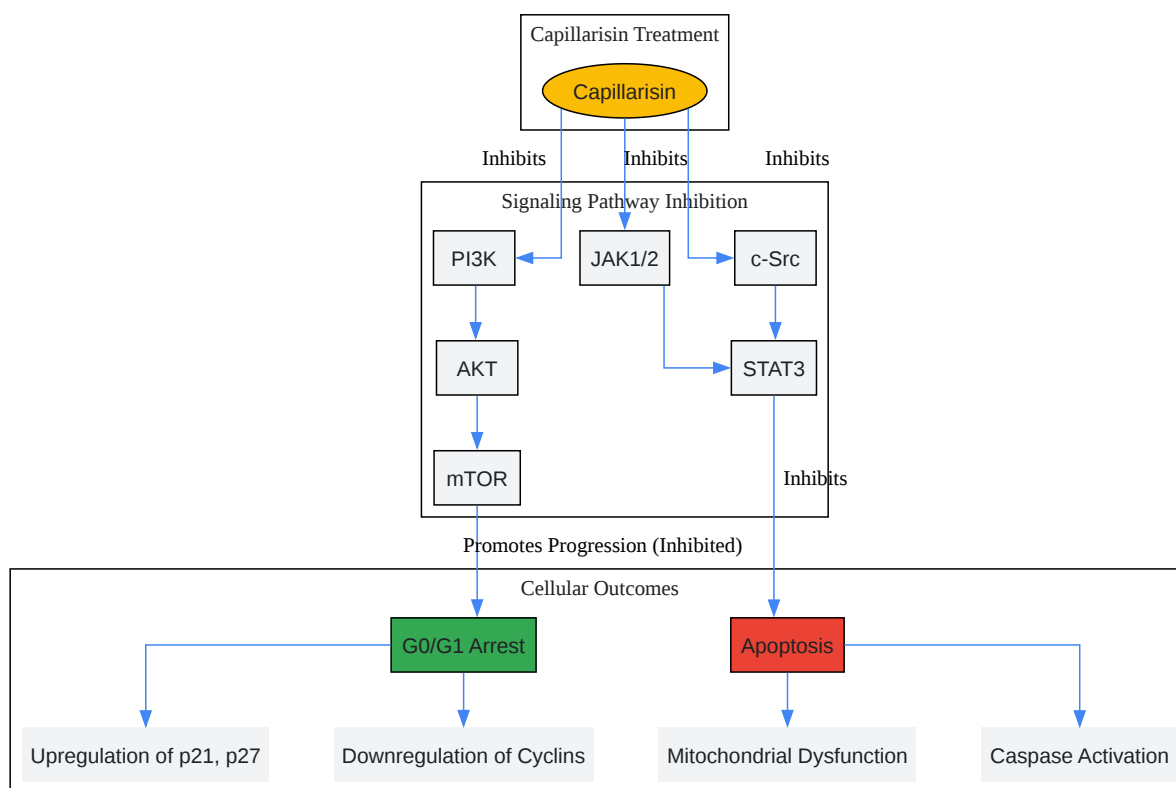 Capillarisin Treatment
Capillarisin
Inhibits
Inhibits
Inhibits
Signaling Pathway Inhibition
PI3K
JAK1/2
c-Src
AKT
STAT3
mTOR
Inhibits
Promotes Progression (Inhibited)
Cellular Outcomes
G0/G1 Arrest
Apoptosis
Upregulation of p21, p27
Downregulation of Cyclins
Mitochondrial Dysfunction
Caspase Activation